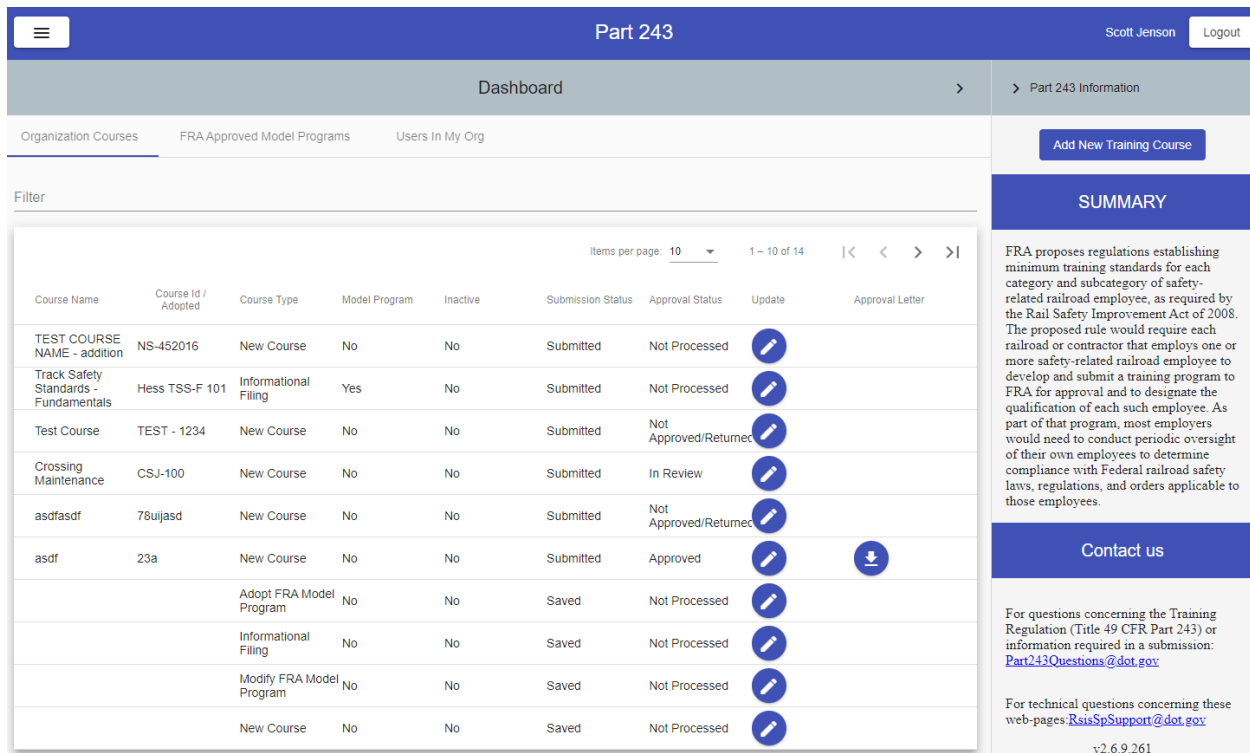 Part 243
Scott Jenson
Logout
Dashboard
Part 243 Information
Organization Courses
FRA Approved Model Programs
Users In My Org
Add New Training Course
Filter
SUMMARY
Items per page: 10
1 – 10 of 14
Course Name
Course Id /
Adopted
Course Type
Model Program
Inactive
Submission Status
Approval Status
Update
Approval Letter
TEST COURSE
NAME - addition
NS-452016
New Course
No
No
Submitted
Not Processed
Track Safety
Standards -
Fundamentals
Hess TSS-F 101
Informational
Filing
Yes
No
Submitted
Not Processed
Test Course
TEST - 1234
New Course
No
No
Submitted
Not
Approved/Returned
Crossing
Maintenance
CSJ-100
New Course
No
No
Submitted
In Review
asdfasdf
78uijasd
New Course
No
No
Submitted
Not
Approved/Returned
asdf
23a
New Course
No
No
Submitted
Approved
Adopt FRA Model
Program
No
No
Saved
Not Processed
Informational
Filing
No
No
Saved
Not Processed
Modify FRA Model
Program
No
No
Saved
Not Processed
New Course
No
No
Saved
Not Processed
FRA proposes regulations establishing
minimum training standards for each
category and subcategory of safety-
related railroad employee, as required by
the Rail Safety Improvement Act of 2008.
The proposed rule would require each
railroad or contractor that employs one or
more safety-related railroad employee to
develop and submit a training program to
FRA for approval and to designate the
qualification of each such employee. As
part of that program, most employers
would need to conduct periodic oversight
of their own employees to determine
compliance with Federal railroad safety
laws, regulations, and orders applicable to
those employees.
Contact us
For questions concerning the Training
Regulation (Title 49 CFR Part 243) or
information required in a submission:
Part243Questions@dot.gov
For technical questions concerning these
web-pages:RsisSpSupport@dot.gov
v2.6.9.261